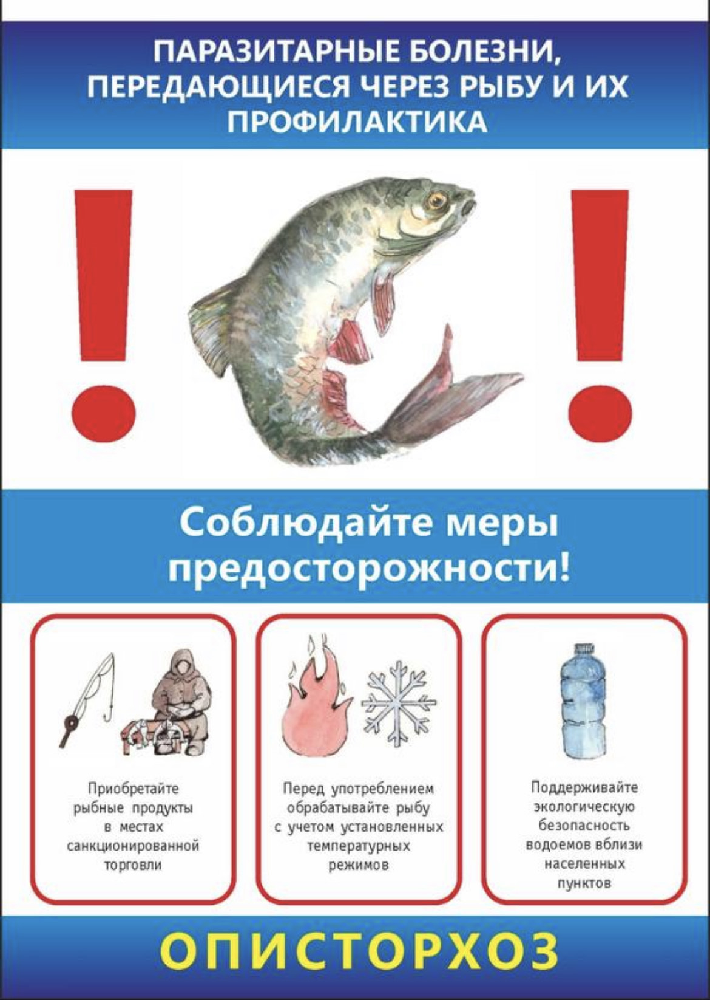 ПАРАЗИТАРНЫЕ БОЛЕЗНИ,
ПЕРЕДАЮЩИЕСЯ ЧЕРЕЗ РЫБУ И ИХ
ПРОФИЛАКТИКА
Соблюдайте меры
предосторожности!
Приобретайте
рыбные продукты
в местах
санкционированной
торговли
Перед употреблением
обрабатывайте рыбу
с учетом установленных
температурных
режимов
Поддерживайте
экологическую
безопасность
водоемов вблизи
населенных
пунктов
ОПИСТОРХОЗ